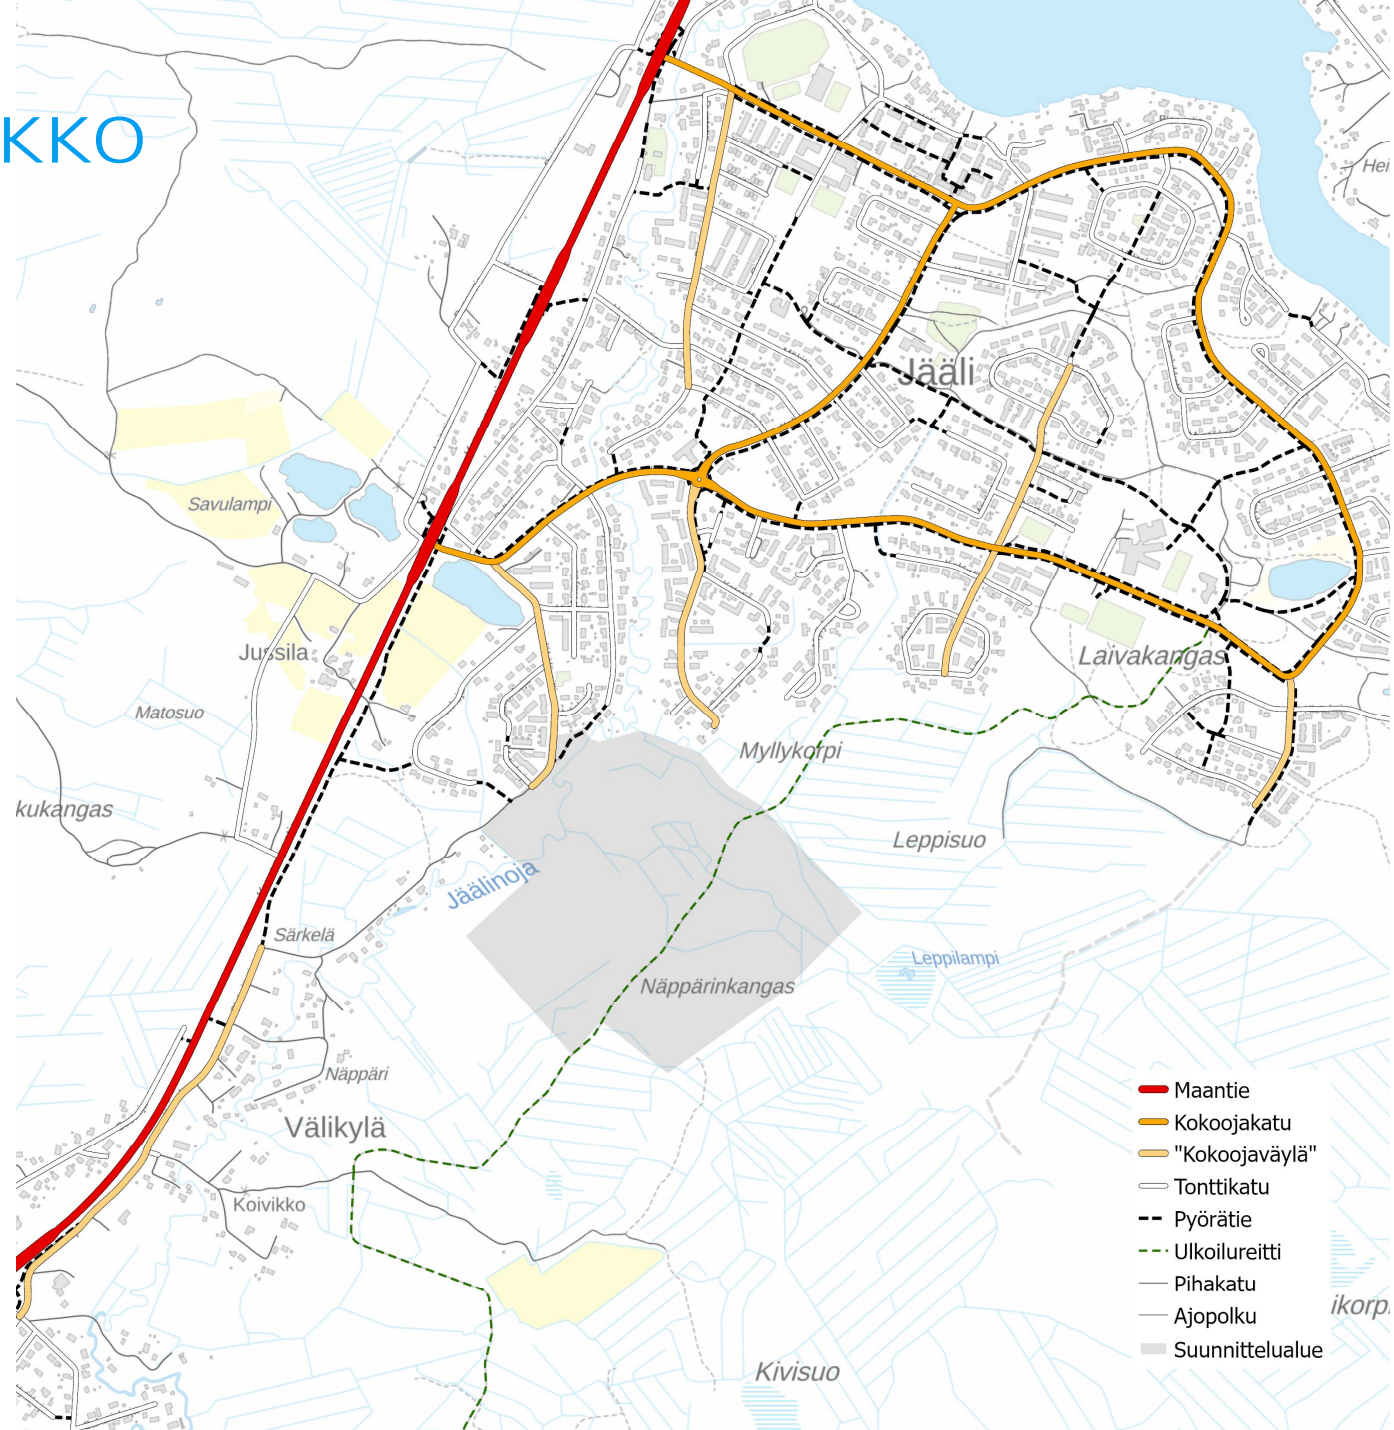 KKO
Hei
Jääli
Savulampi
Jussila
Laivakangas
Matosuo
Myllykorpi
kukangas
Leppisuo
Jäälinoja
Särkelä
Leppilampi
Näppärinkangas
Näppäri
Välikylä
Koivikko
Maantie
Kokoojakatu
"Kokoojaväylä"
Tonttikatu
Pyörätie
Ulkoilureitti
Pihakatu
Ajopolku
Suunnittelualue
ikorpi
Kivisuo